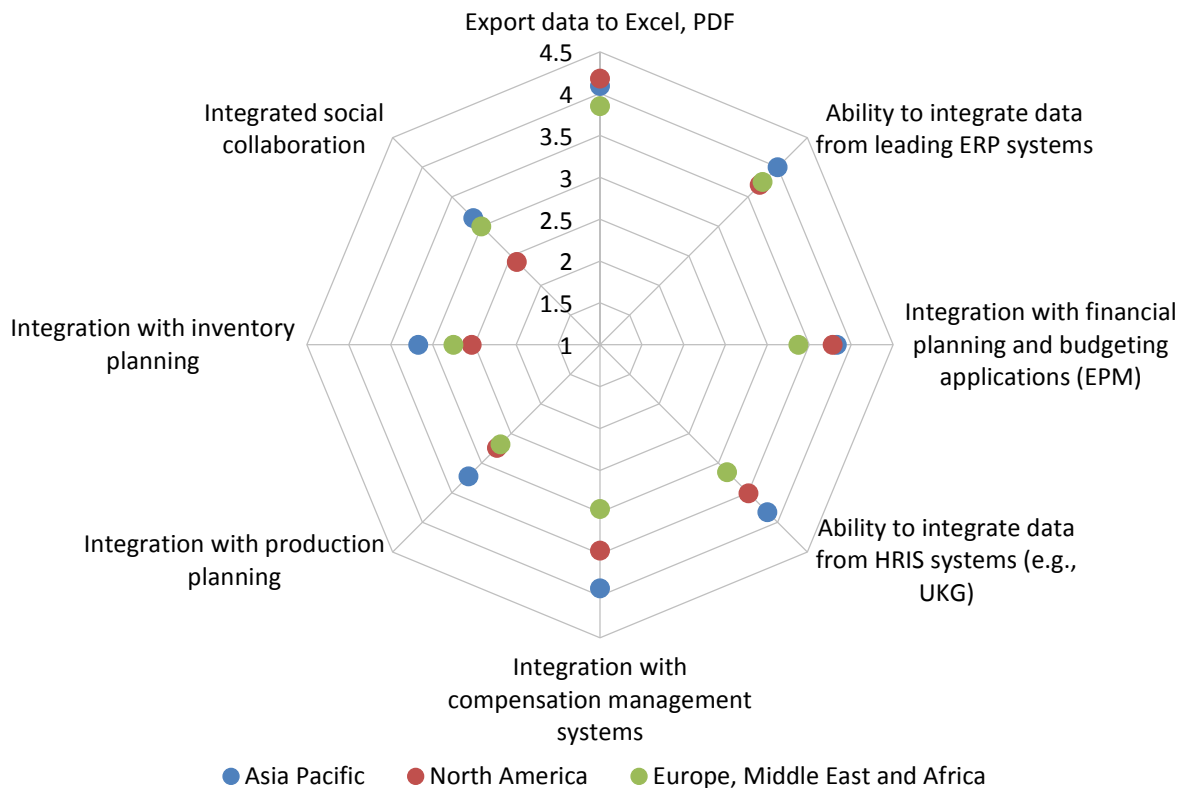 Export data to Excel, PDF
4.5
4
3.5
3
2.5
2
1.5
1
Ability to integrate data
from leading ERP systems
Integration with financial
planning and budgeting
applications (EPM)
Ability to integrate data
from HRIS systems (e.g.,
UKG)
Integration with
compensation management
systems
Integration with production
planning
Integration with inventory
planning
Integrated social
collaboration
Asia Pacific
North America
Europe, Middle East and Africa